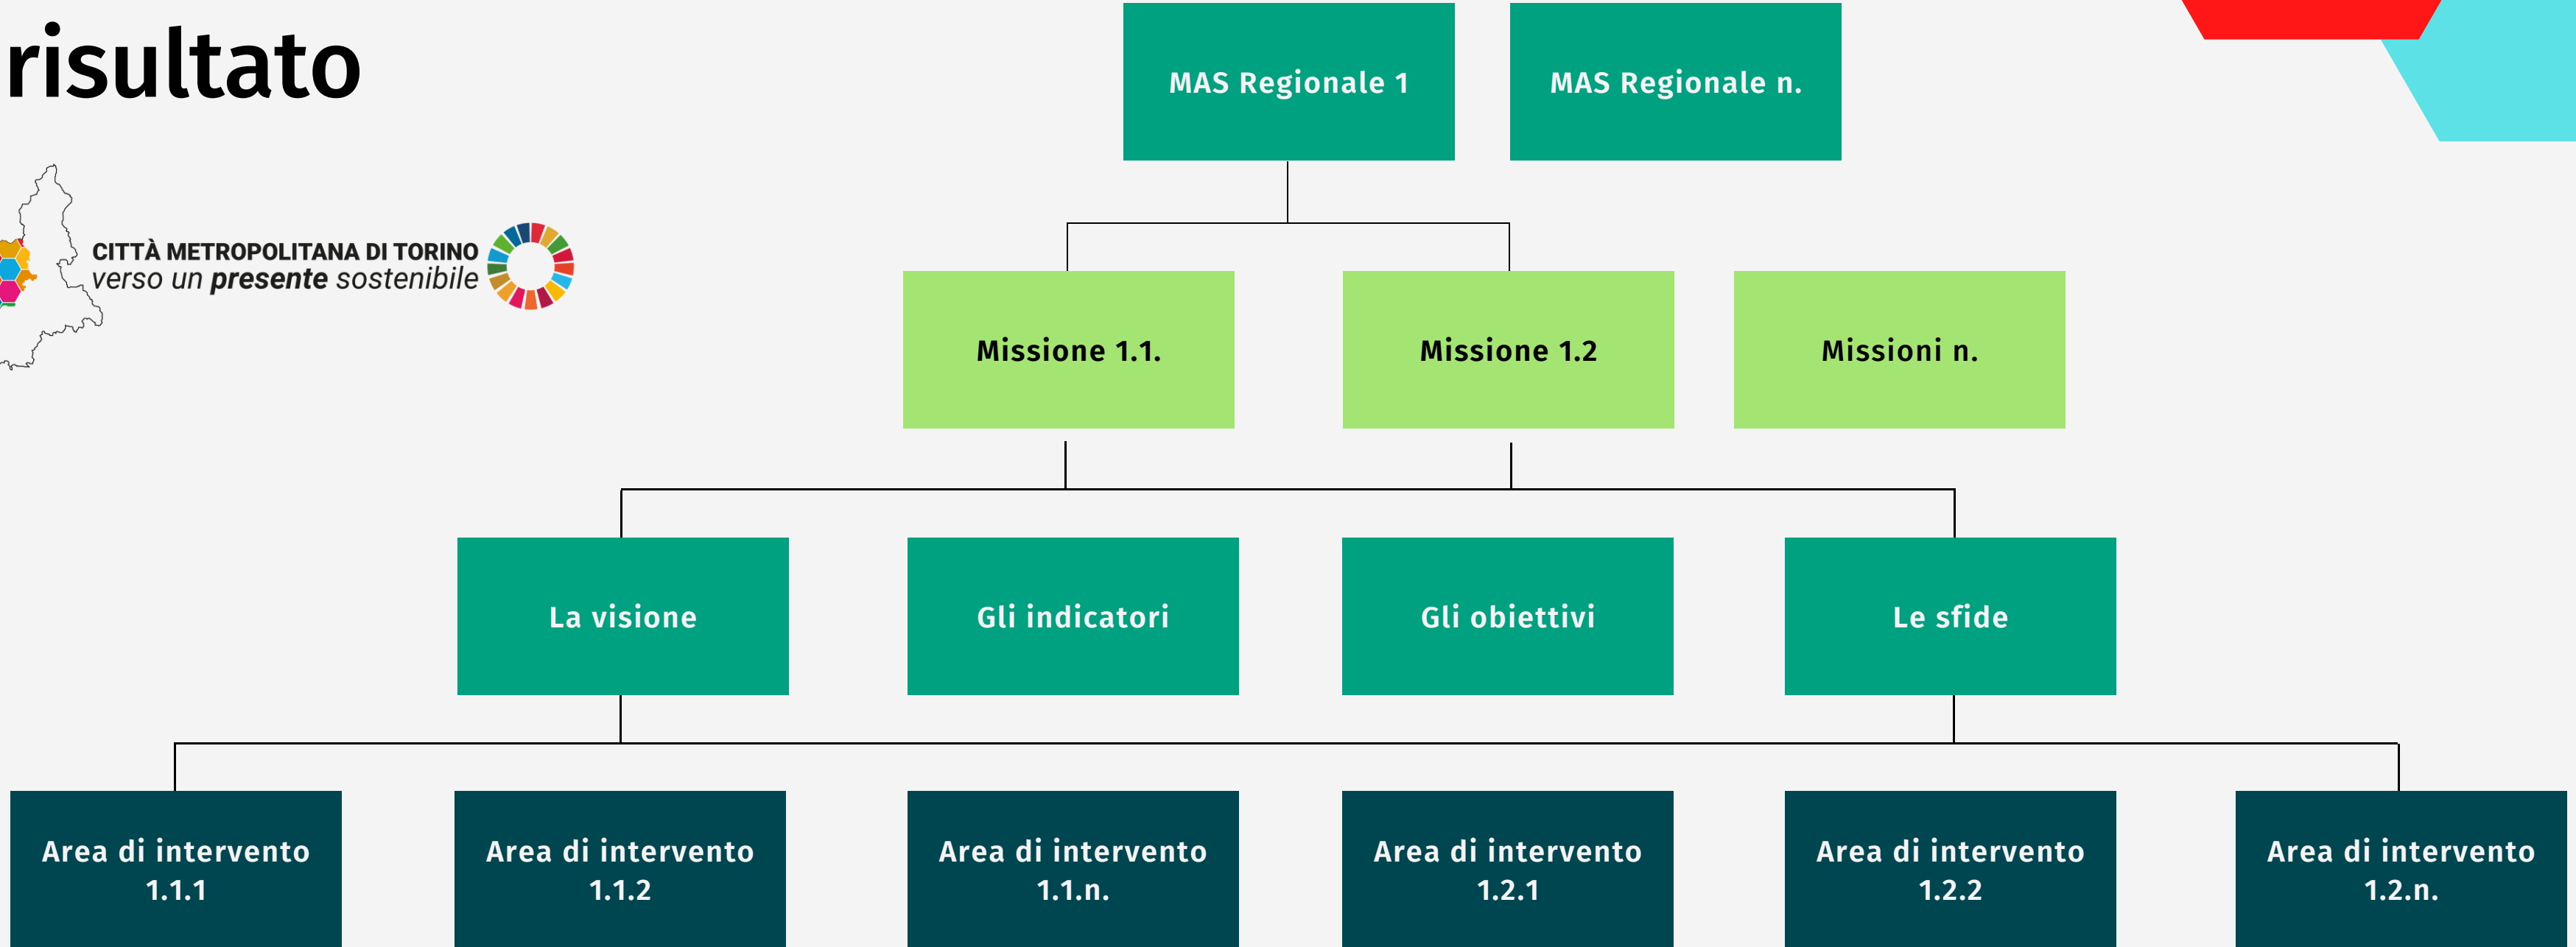 risultato
MAS Regionale 1
MAS Regionale n.
CITTÀ METROPOLITANA DI TORINO
verso un presente sostenibile
Missione 1.1.
Missione 1.2
Missioni n.
La visione
Gli indicatori
Gli obiettivi
Le sfide
Area di intervento
1.1.1
Area di intervento
1.1.2
Area di intervento
1.1.n.
Area di intervento
1.2.1
Area di intervento
1.2.2
Area di intervento
1.2.n.